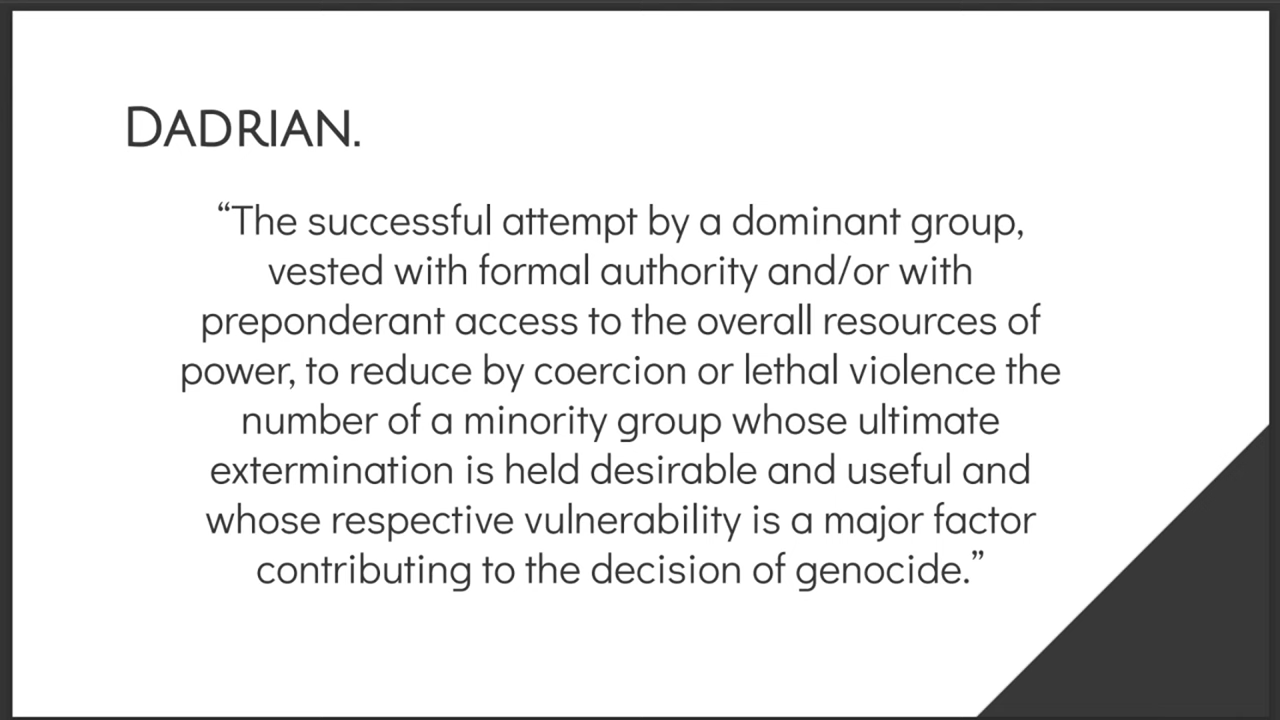 DADRIAN.
“The successful attempt by a dominant group,
vested with formal authority and/or with
preponderant access to the overall resources of
power, to reduce by coercion or lethal violence the
number of a minority group whose ultimate
extermination is held desirable and useful and
whose respective vulnerability is a major factor
contributing to the decision of genocide.”